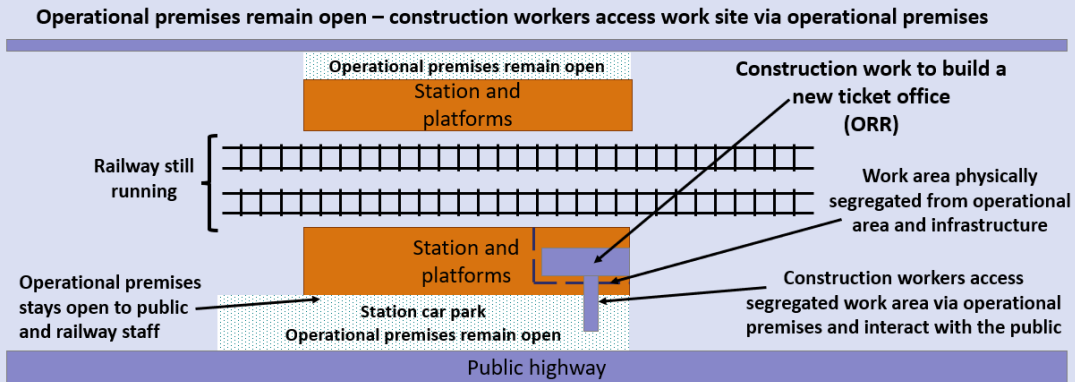 Operational premises remain open – construction workers access work site via operational premises
Operational premises remain open
Station and
platforms
Construction work to build a
new ticket office
(ORR)
Railway still
running
Work area physically
segregated from operational
area and infrastructure
Station and
platforms
Operational premises
stays open to public
and railway staff
Station car park
Operational premises remain open
Construction workers access
segregated work area via operational
premises and interact with the public
Public highway